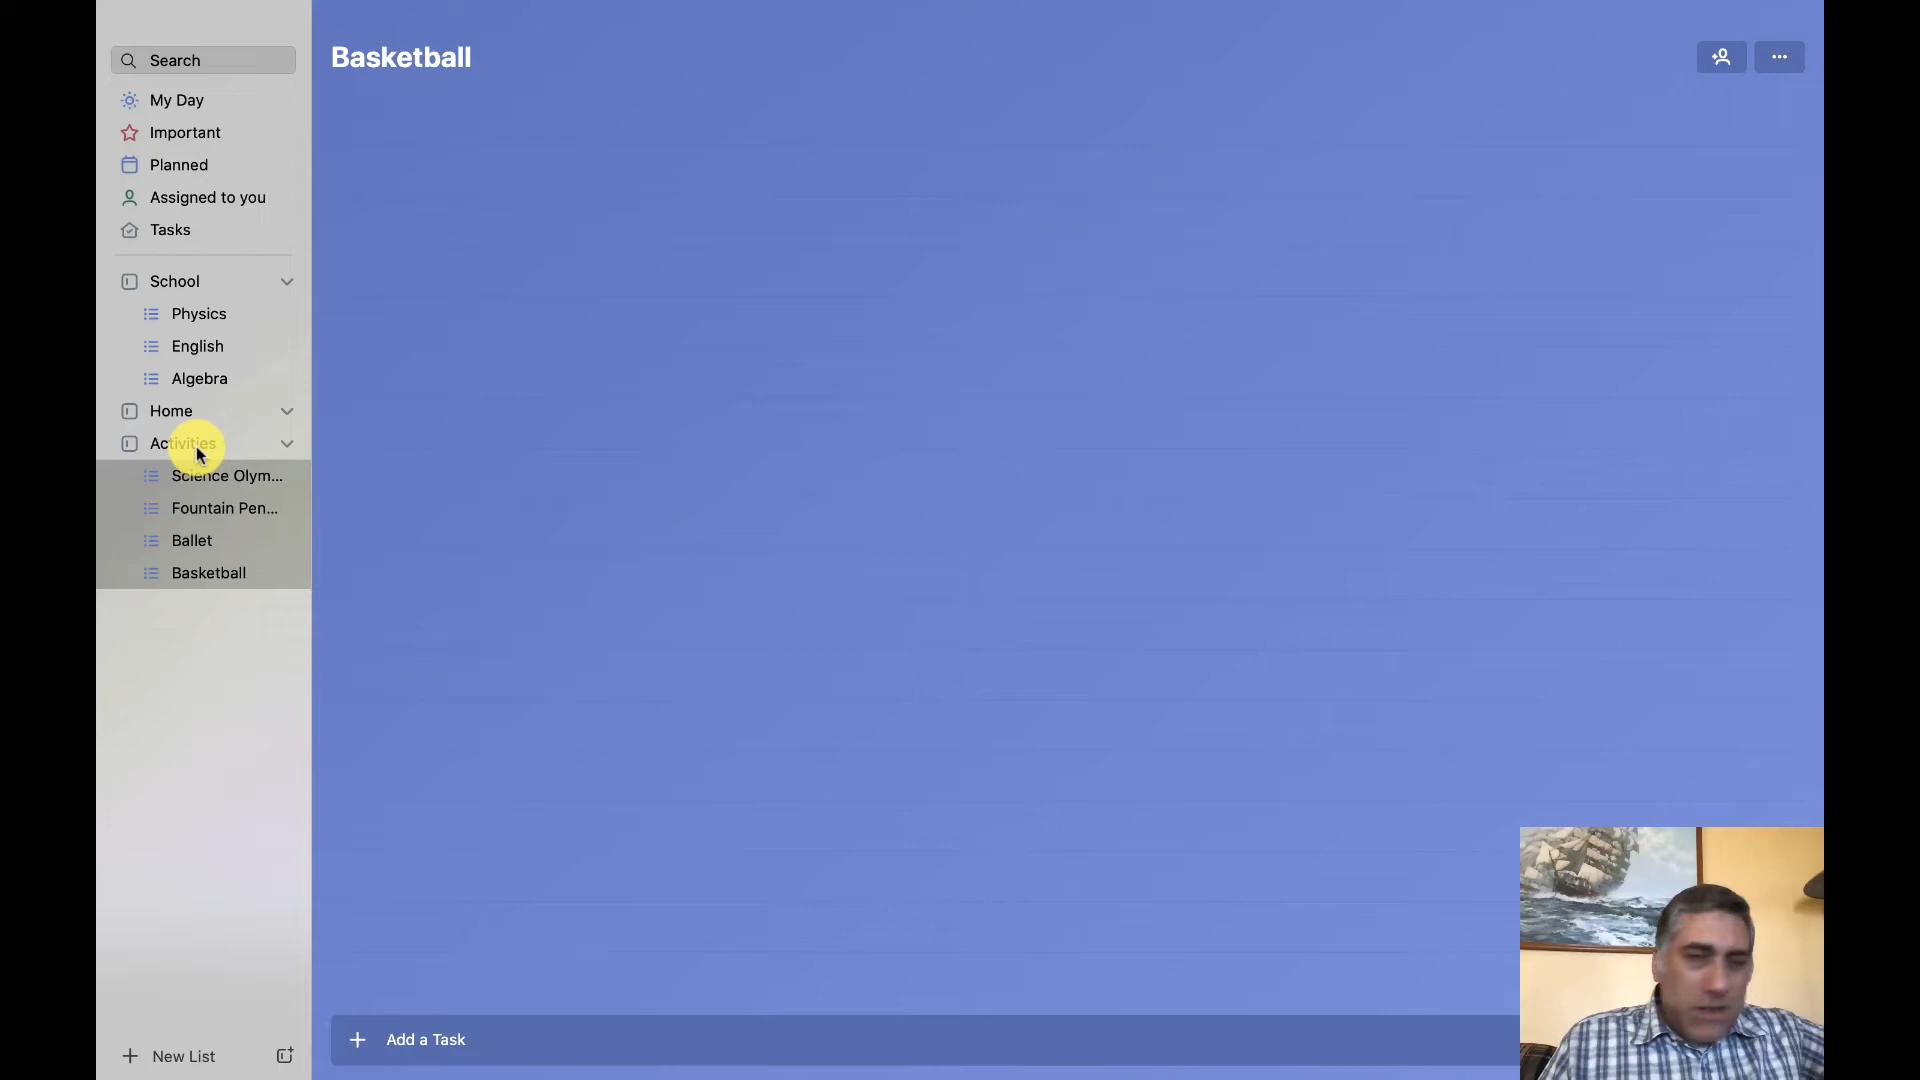 Search
My Day
Important
Planned
Assigned to you
Tasks
School
Physics
English
Algebra
Home
Activities
Science Olym...
Fountain Pen...
Ballet
Basketball
New List
Basketball
Add a Task